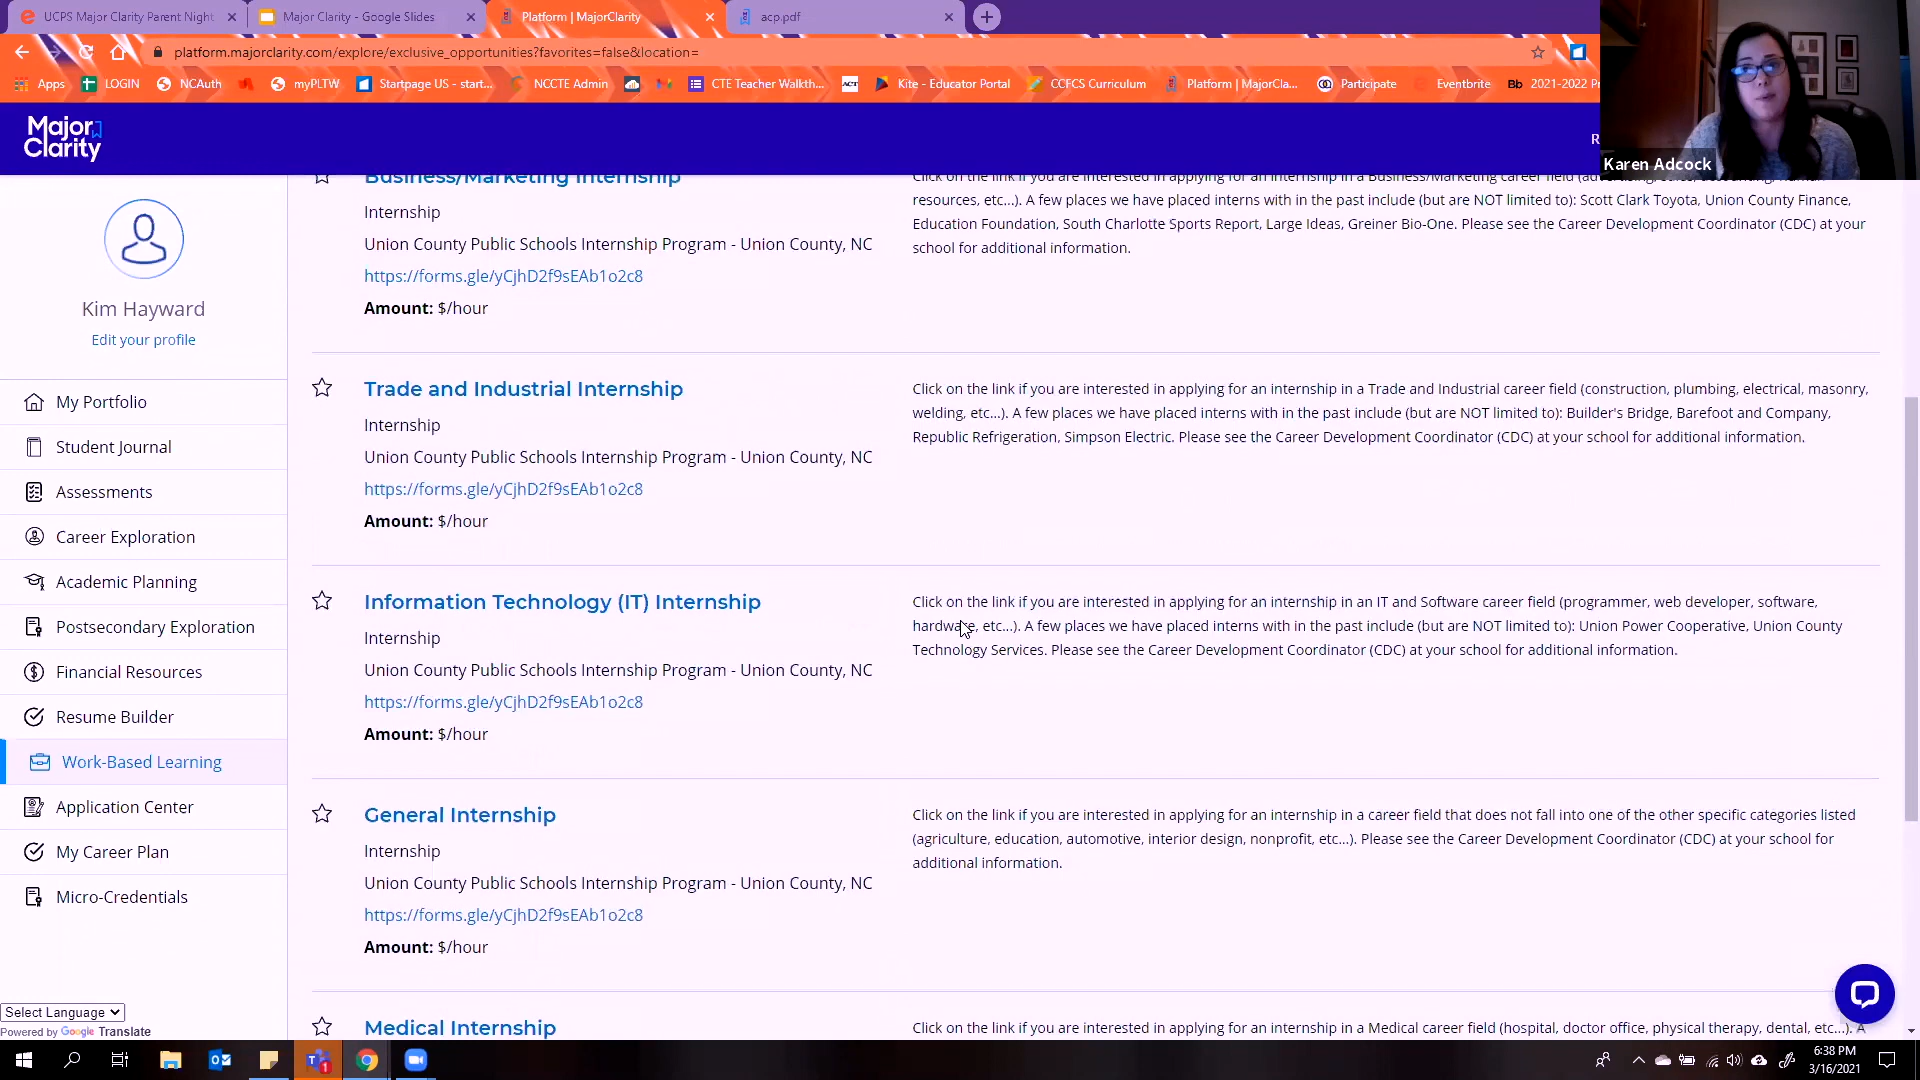 UCPS Major Clarity Parent Night
Major Clarity - Google Slides
Platform | MajorClarity
acp.pdf
platform.majorclarity.com/explore/exclusive_opportunities?favorites=false&location=
Apps
LOGIN
NCAuth
myPLTW
Startpage US - start...
NCCTE Admin
CTE Teacher Walkth...
ACT
Kite - Educator Portal
CCFCS Curriculum
Platform | MajorCla...
Participate
Eventbrite
Bb 2021-2022 Pr
Major
Clarity
R
Karen Adcock
Kim Hayward
Edit your profile
My Portfolio
Student Journal
Assessments
Career Exploration
Academic Planning
Postsecondary Exploration
Financial Resources
Resume Builder
Work-Based Learning
Application Center
My Career Plan
Micro-Credentials
Select Language
Powered by Google Translate
Business/Marketing Internship
Internship
Union County Public Schools Internship Program - Union County, NC
https://forms.gle/yCjhD2f9sEAb1o2c8
Amount: $/hour
Click on the link if you are interested in applying for an internship in a Business/Marketing career field
resources, etc...). A few places we have placed interns with in the past include (but are NOT limited to): Scott Clark Toyota, Union County Finance,
Education Foundation, South Charlotte Sports Report, Large Ideas, Greiner Bio-One. Please see the Career Development Coordinator (CDC) at your
school for additional information.
Trade and Industrial Internship
Internship
Union County Public Schools Internship Program - Union County, NC
https://forms.gle/yCjhD2f9sEAb1o2c8
Amount: $/hour
Click on the link if you are interested in applying for an internship in a Trade and Industrial career field (construction, plumbing, electrical, masonry,
welding, etc...). A few places we have placed interns with in the past include (but are NOT limited to): Builder's Bridge, Barefoot and Company,
Republic Refrigeration, Simpson Electric. Please see the Career Development Coordinator (CDC) at your school for additional information.
Information Technology (IT) Internship
Internship
Union County Public Schools Internship Program - Union County, NC
https://forms.gle/yCjhD2f9sEAb1o2c8
Amount: $/hour
Click on the link if you are interested in applying for an internship in an IT and Software career field (programmer, web developer, software,
hardware, etc...). A few places we have placed interns with in the past include (but are NOT limited to): Union Power Cooperative, Union County
Technology Services. Please see the Career Development Coordinator (CDC) at your school for additional information.
General Internship
Internship
Union County Public Schools Internship Program - Union County, NC
https://forms.gle/yCjhD2f9sEAb1o2c8
Amount: $/hour
Click on the link if you are interested in applying for an internship in a career field that does not fall into one of the other specific categories listed
(agriculture, education, automotive, interior design, nonprofit, etc...). Please see the Career Development Coordinator (CDC) at your school for
additional information.
Medical Internship
Click on the link if you are interested in applying for an internship in a Medical career field (hospital, doctor office, physical therapy, dental, etc...). A
6:38 PM
3/16/2021